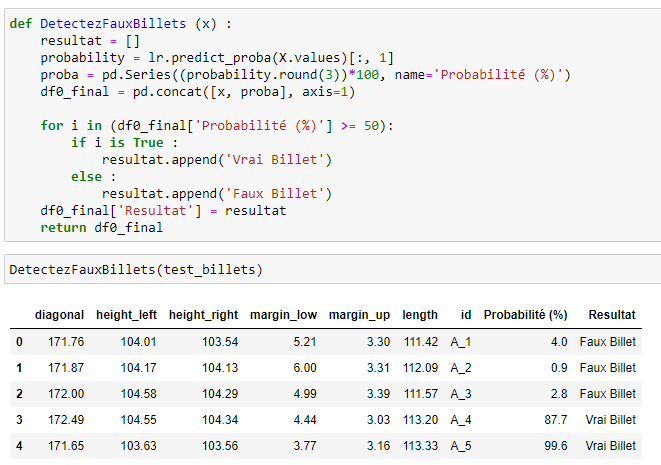 def DetectezFauxBillets (x) :
    resultat = []
    probability = lr.predict_proba(X.values)[:, 1]
    proba = pd.Series((probability.round(3))*100, name='Probabilité (%)')
    df0_final = pd.concat([x, proba], axis=1)

    for i in (df0_final['Probabilité (%)'] >= 50):
        if i is True :
            resultat.append('Vrai Billet')
        else :
            resultat.append('Faux Billet')
    df0_final['Resultat'] = resultat
    return df0_final
DetectezFauxBillets(test_billets)
diagonal height_left height_right margin_low margin_up length id Probabilité (%) Resultat
0 171.76 104.01 103.54 5.21 3.30 111.42 A_1 4.0 Faux Billet
1 171.87 104.17 104.13 6.00 3.31 112.09 A_2 0.9 Faux Billet
2 172.00 104.58 104.29 4.99 3.39 111.57 A_3 2.8 Faux Billet
3 172.49 104.55 104.34 4.44 3.03 113.20 A_4 87.7 Vrai Billet
4 171.65 103.63 103.56 3.77 3.16 113.33 A_5 99.6 Vrai Billet